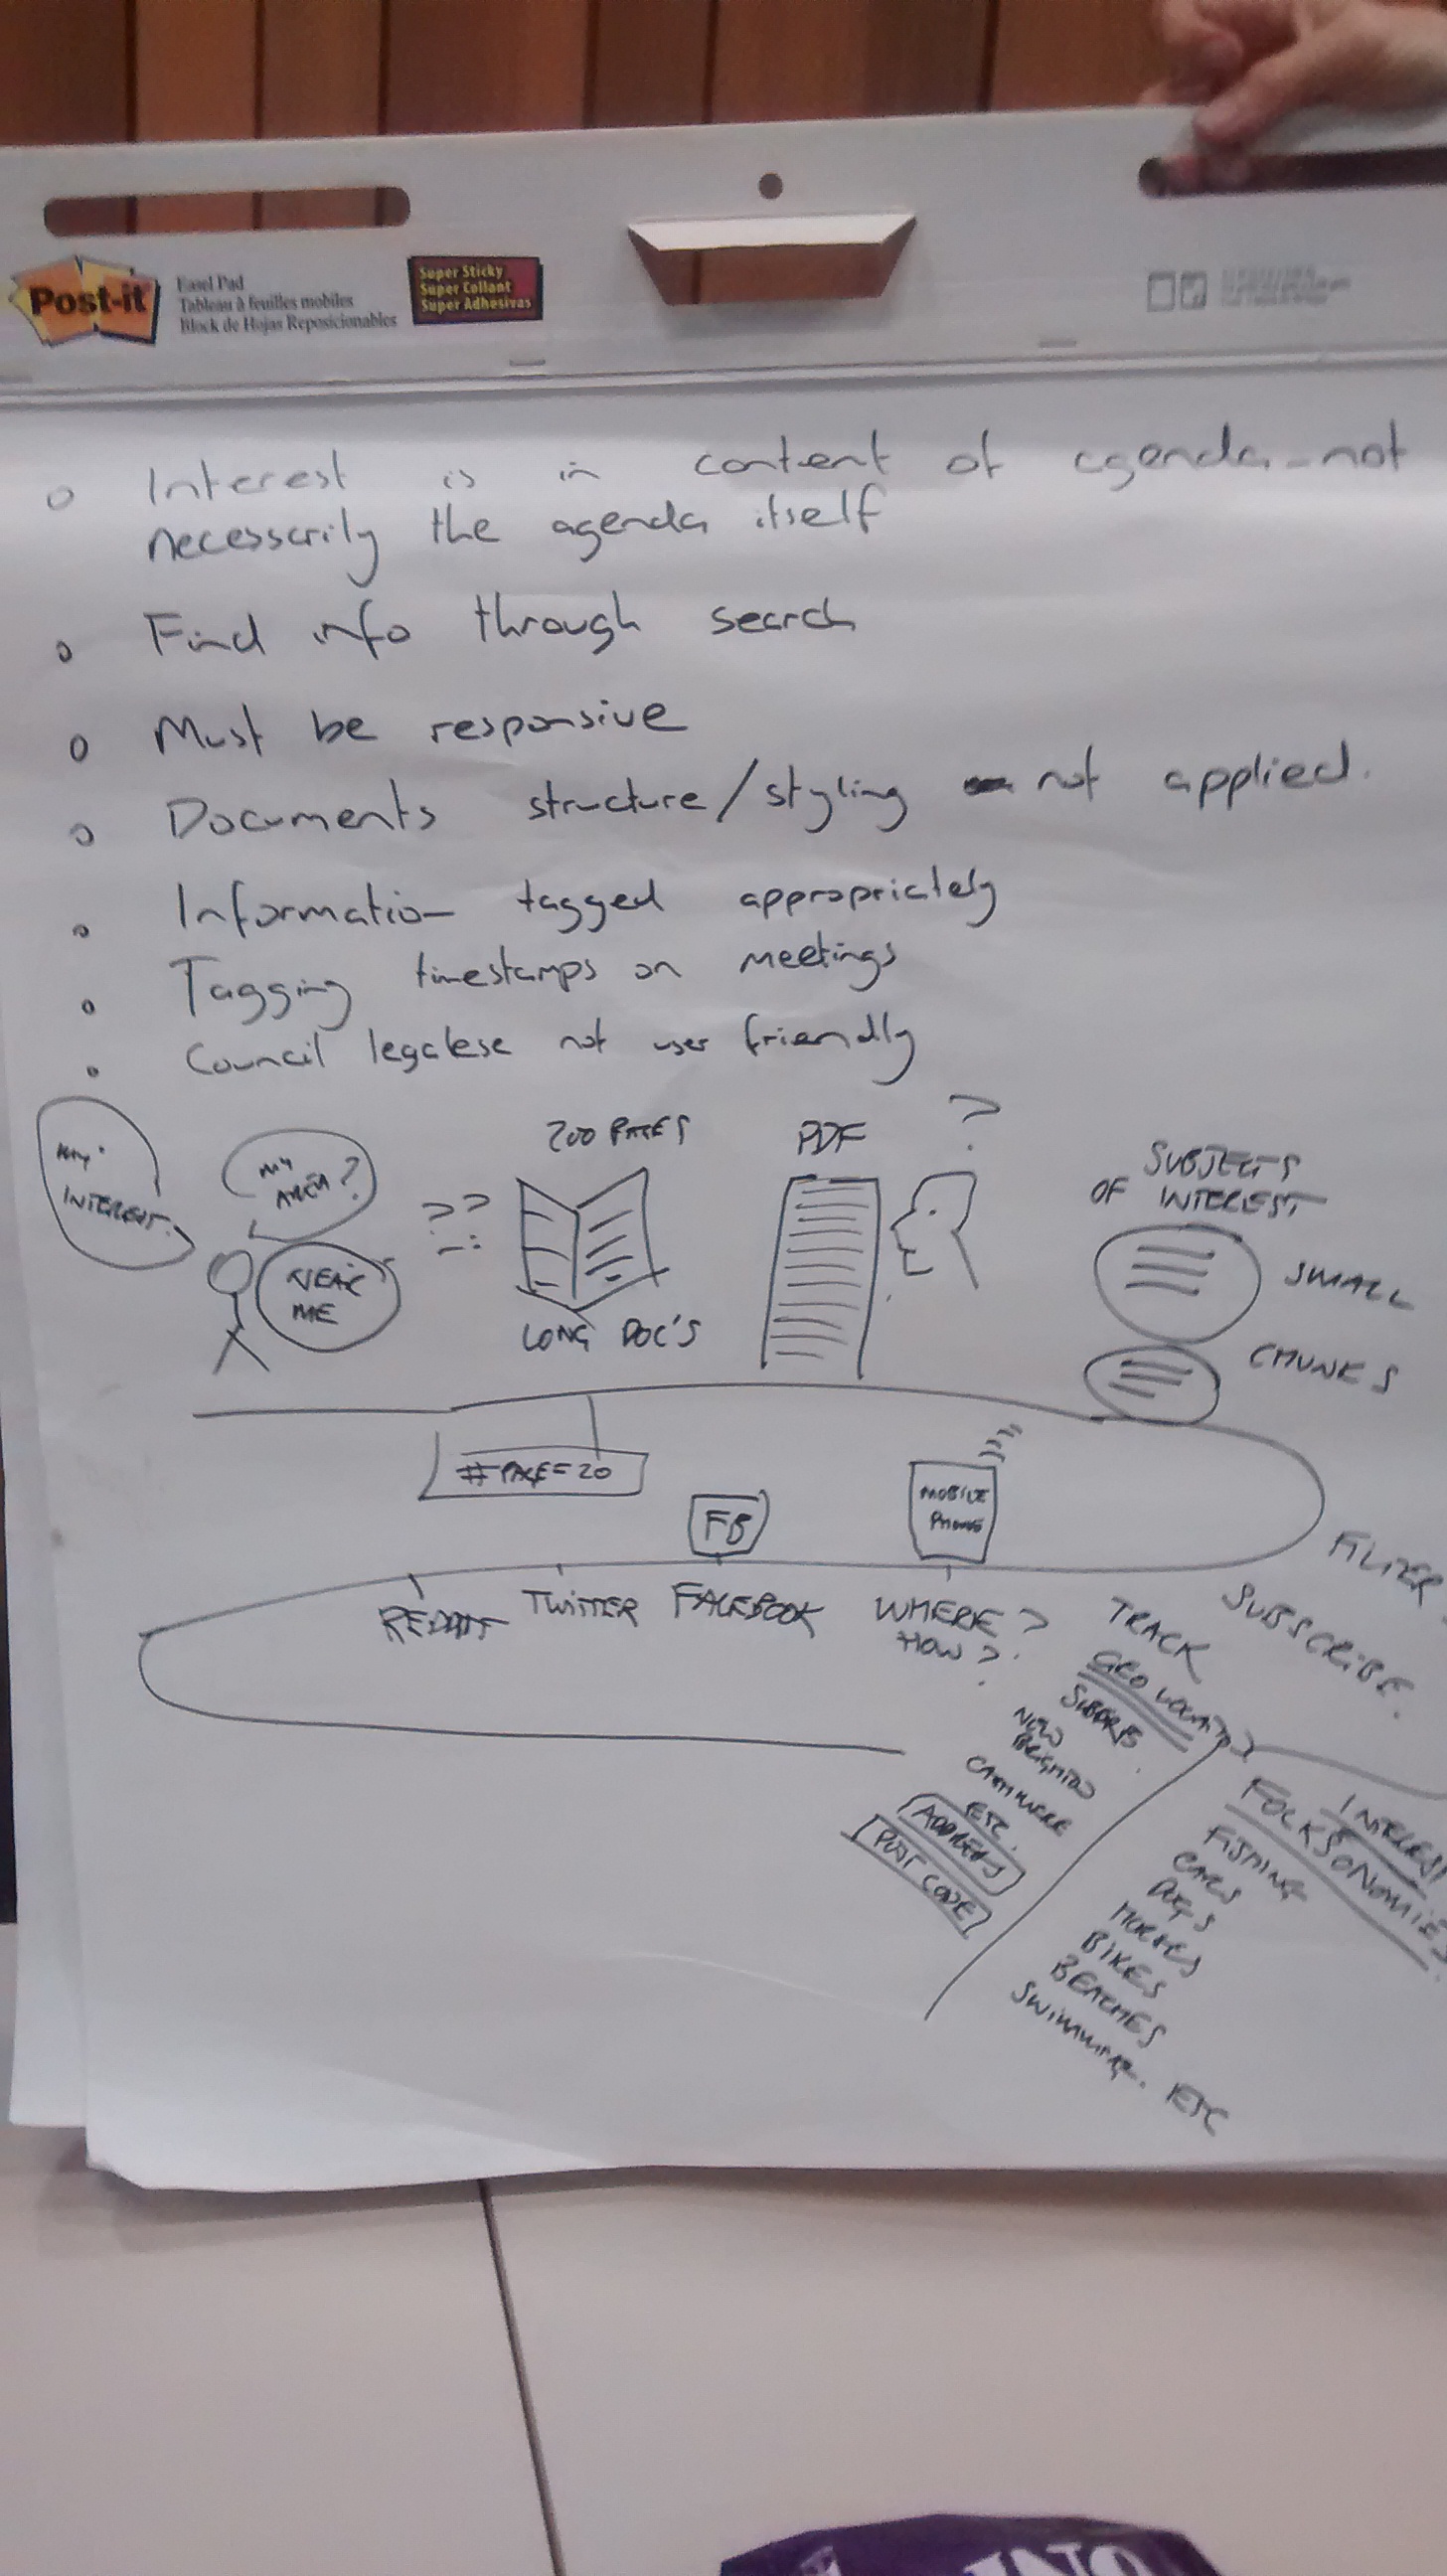 Post-it
Easel Pad
Tableau à feuilles mobiles
Block de Hojas Reposicionables
Super Sticky
Super Collant
Super Adhesivas
Interest is in content of agenda - not
necessarily the agenda itself
Find info through search
Must be responsive
Documents structure/styling not applied.
Information tagged appropriately
Tagging timestamps on meetings
Council legalese not user friendly
MY INTEREST.
MY AREA?
NEAR ME
??
200 PAGES
LONG DOC'S
PDF
?
SUBJECTS
OF INTEREST
SMALL
CHUNKS
#PAGE=20
FB
MOBILE
PHONE
REDDIT
TWITTER
FACEBOOK
WHERE?
HOW?
TRACK
SUBSCRIBE.
FILTER
GEO
SUBURBS
NEW
BRIGHTON
CASHMERE
ETC.
ADDRESS
POST CODE
INTEREST
FOLKSONOMIES
FISHING
CARS
DOGS
HORSES
BIKES
BEACHES
SWIMMING. ETC